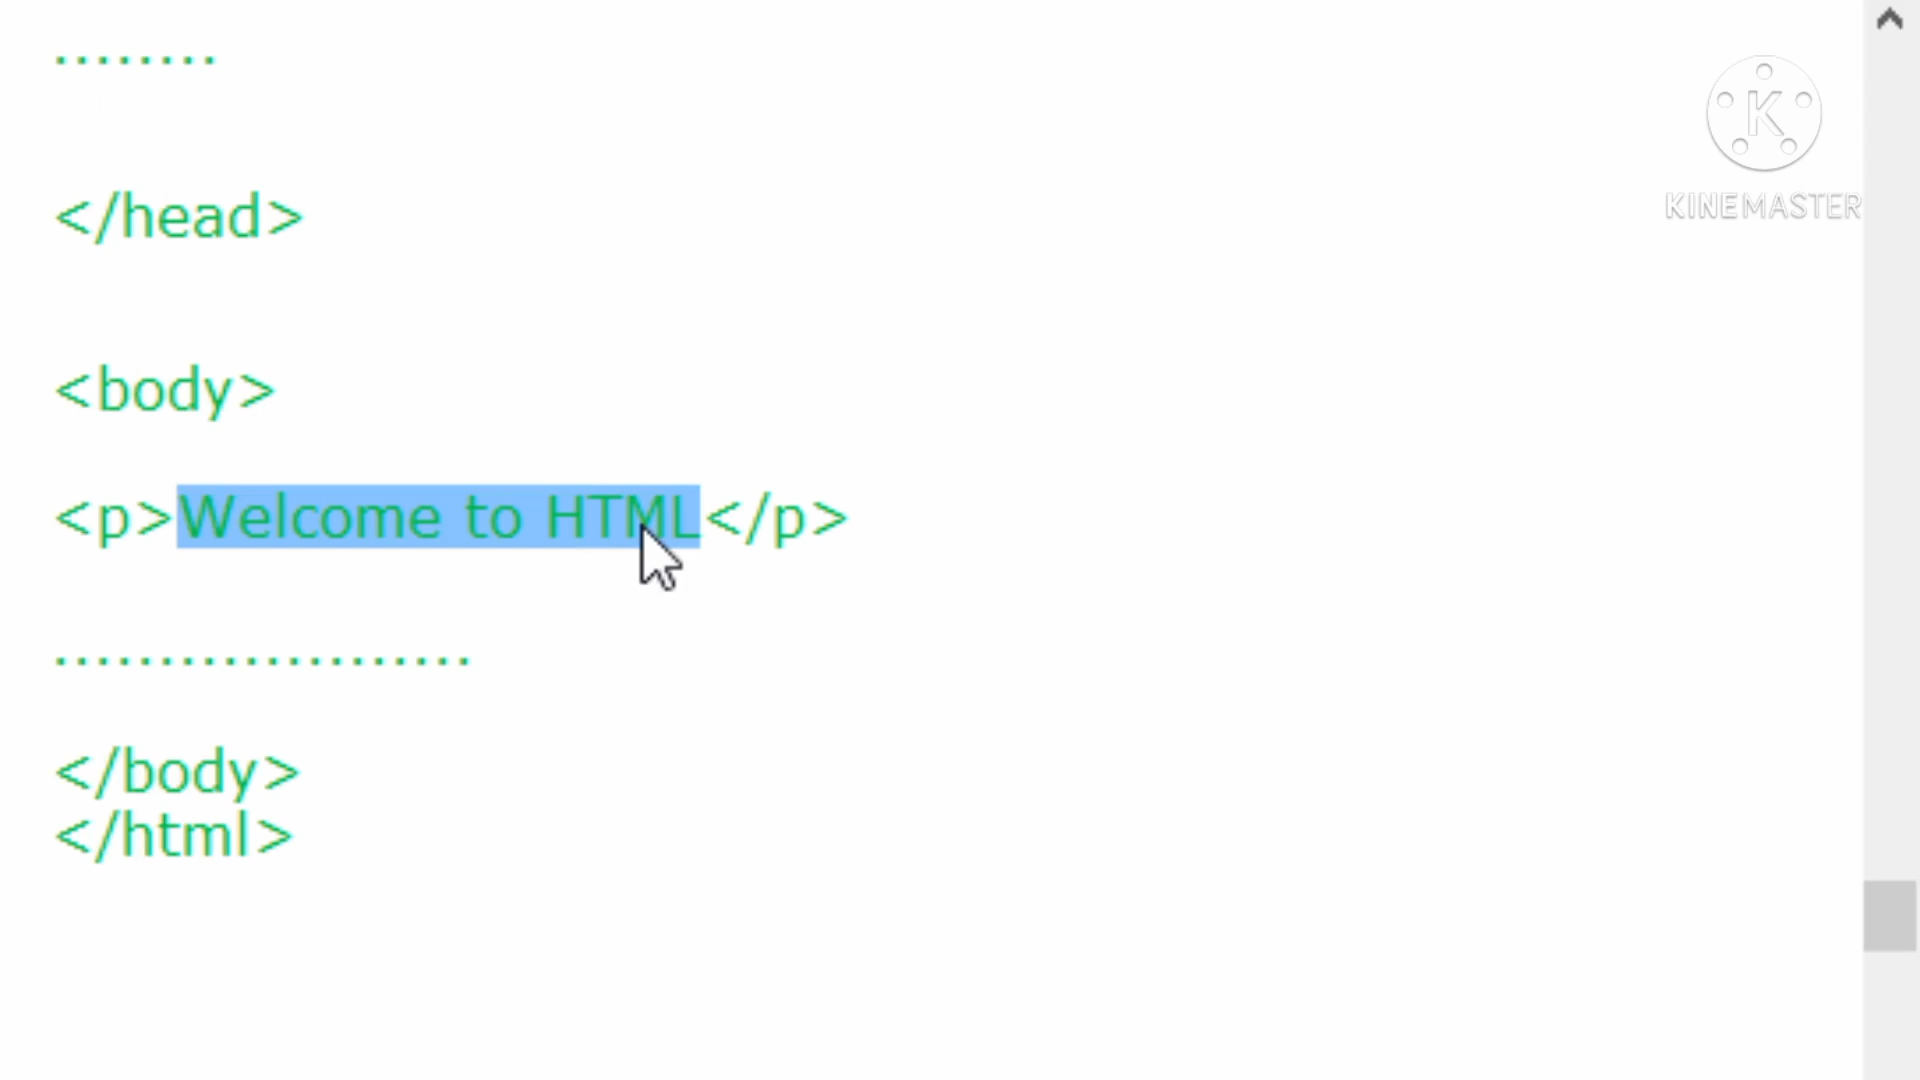 ........
K
KINEMASTER
</head>
<body>
<p>Welcome to HTML</p>
....................
</body>
</html>